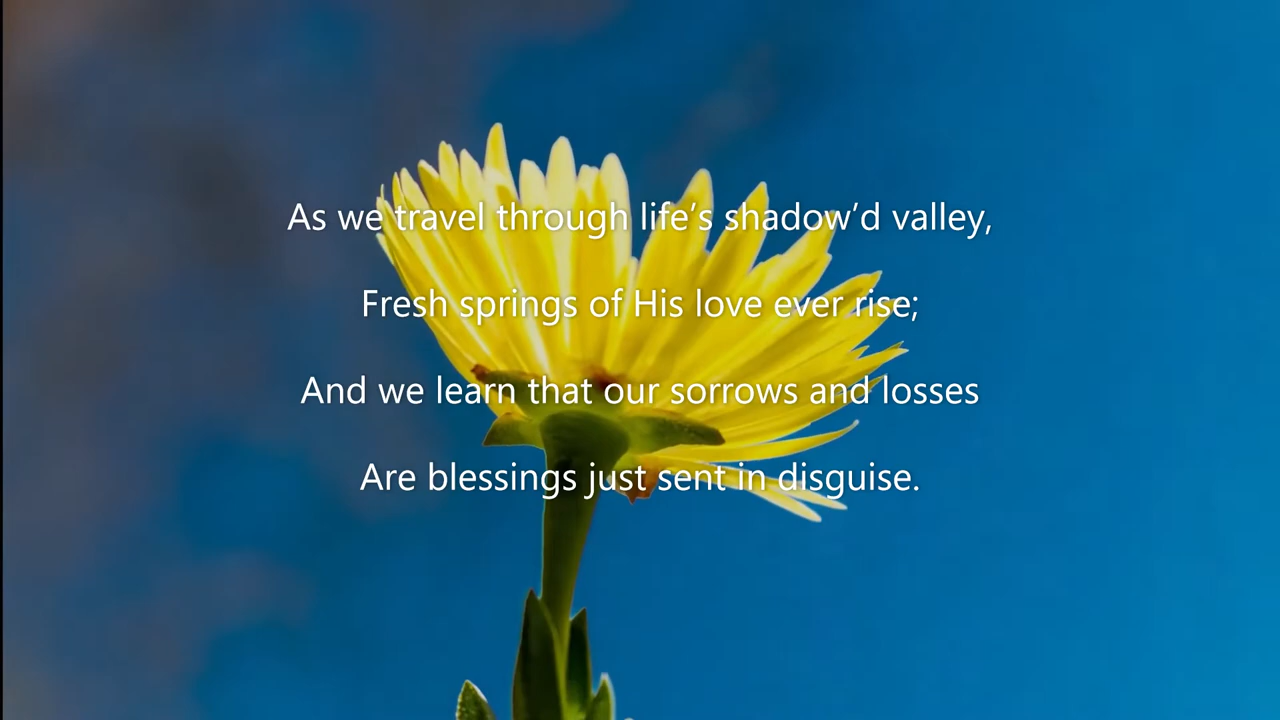 As we travel through life’s shadow’d valley,
Fresh springs of His love ever rise;
And we learn that our sorrows and losses
Are blessings just sent in disguise.